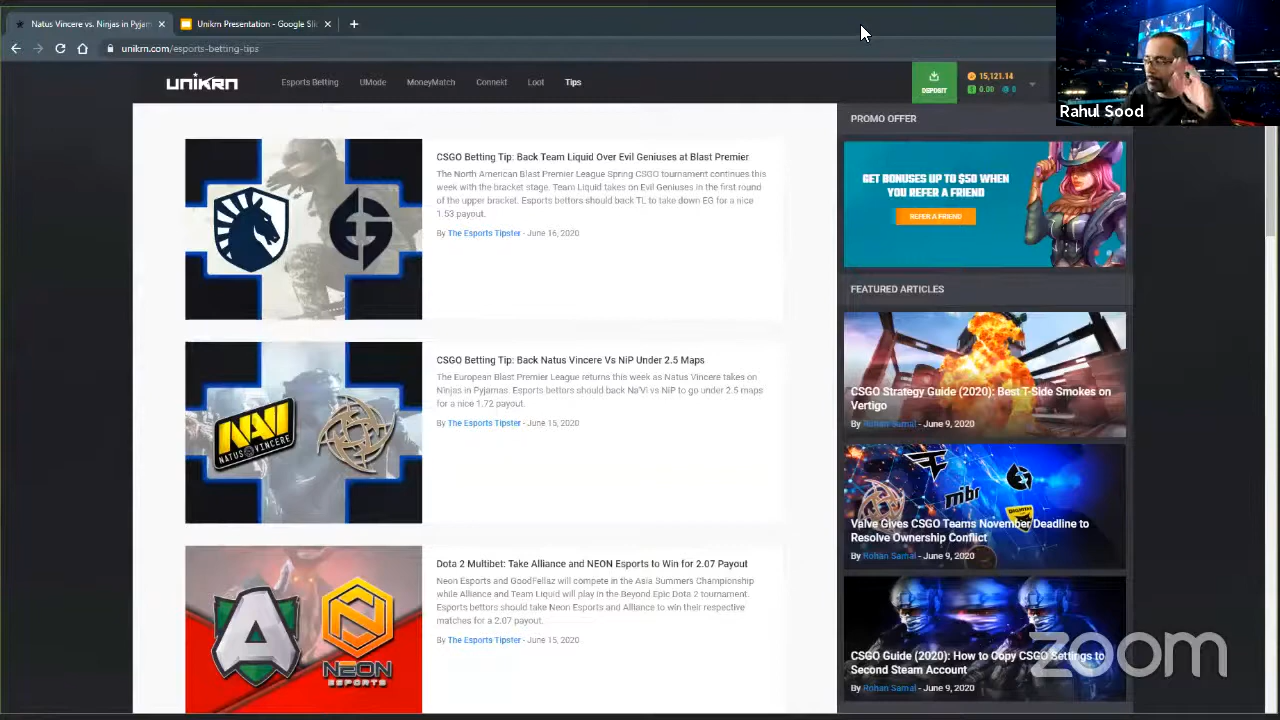 Natus Vincere vs. Ninjas in Pyjam
Unikrn Presentation - Google Sli
unikrn.com/esports-betting-tips
UNIKRN
Esports Betting
UMode
MoneyMatch
Connekt
Loot
Tips
DEPOSIT
15,121.14
0.00
0
Rahul Sood
CSGO Betting Tip: Back Team Liquid Over Evil Geniuses at Blast Premier
The North American Blast Premier League Spring CSGO tournament continues this
week with the bracket stage. Team Liquid takes on Evil Geniuses in the first round
of the upper bracket. Esports bettors should back TL to take down EG for a nice
1.53 payout.
By The Esports Tipster - June 16, 2020
CSGO Betting Tip: Back Natus Vincere Vs NiP Under 2.5 Maps
The European Blast Premier League returns this week as Natus Vincere takes on
Ninjas in Pyjamas. Esports bettors should back Na'Vi vs NiP to go under 2.5 maps
for a nice 1.72 payout.
By The Esports Tipster - June 15, 2020
NAVI
NATUS VINCERE
Dota 2 Multibet: Take Alliance and NEON Esports to Win for 2.07 Payout
Neon Esports and GoodFellaz will compete in the Asia Summers Championship
while Alliance and Team Liquid will play in the Beyond Epic Dota 2 tournament.
Esports bettors should take Neon Esports and Alliance to win their respective
matches for a 2.07 payout.
By The Esports Tipster - June 15, 2020
NEON
ESPORTS
PROMO OFFER
GET BONUSES UP TO $50 WHEN
YOU REFER A FRIEND
REFER A FRIEND
FEATURED ARTICLES
CSGO Strategy Guide (2020): Best T-Side Smokes on
Vertigo
By Rohan Samal - June 9, 2020
mibr
Valve Gives CSGO Teams November Deadline to
Resolve Ownership Conflict
By Rohan Samal - June 9, 2020
CSGO Guide (2020): How to Copy CSGO Settings to
Second Steam Account
By Rohan Samal - June 9, 2020
zoom